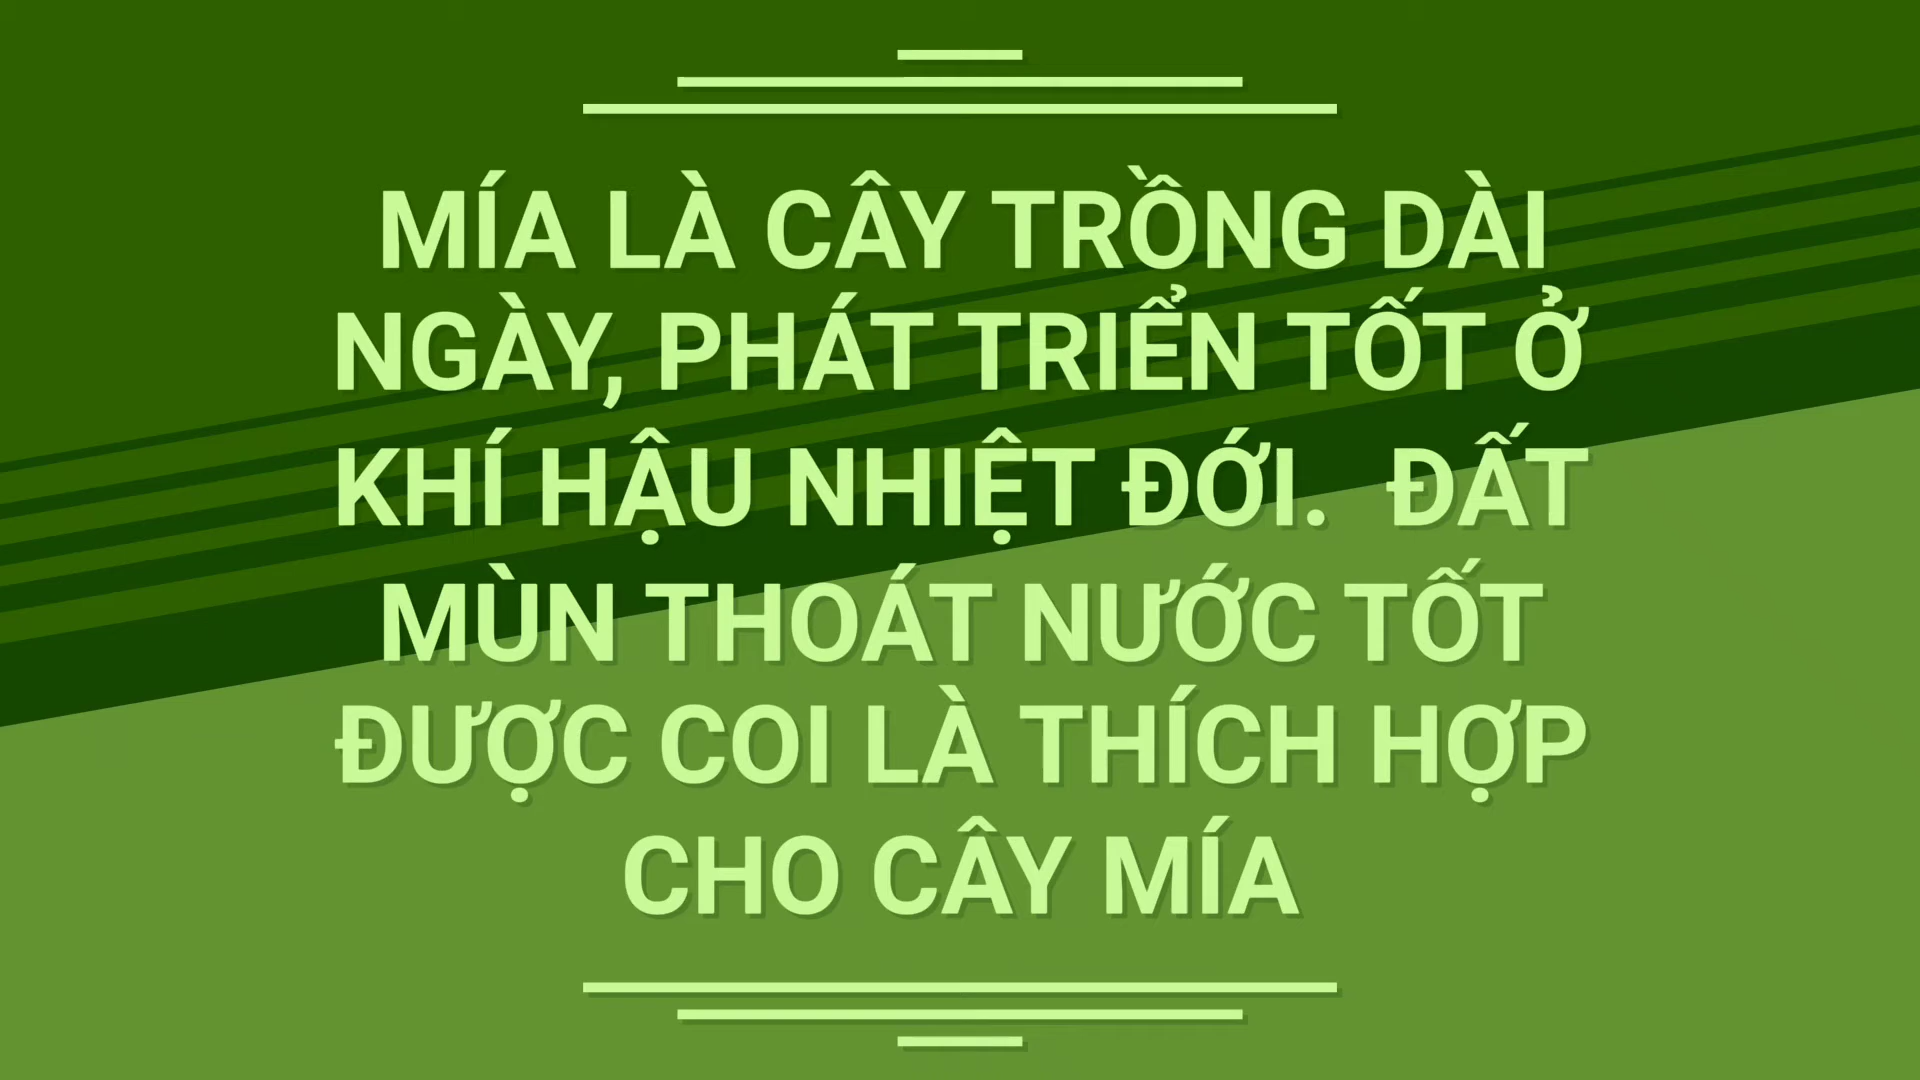 MÍA LÀ CÂY TRỒNG DÀI
NGÀY, PHÁT TRIỂN TỐT Ở
KHÍ HẬU NHIỆT ĐỚI.  ĐẤT
MÙN THOÁT NƯỚC TỐT
ĐƯỢC COI LÀ THÍCH HỢP
CHO CÂY MÍA